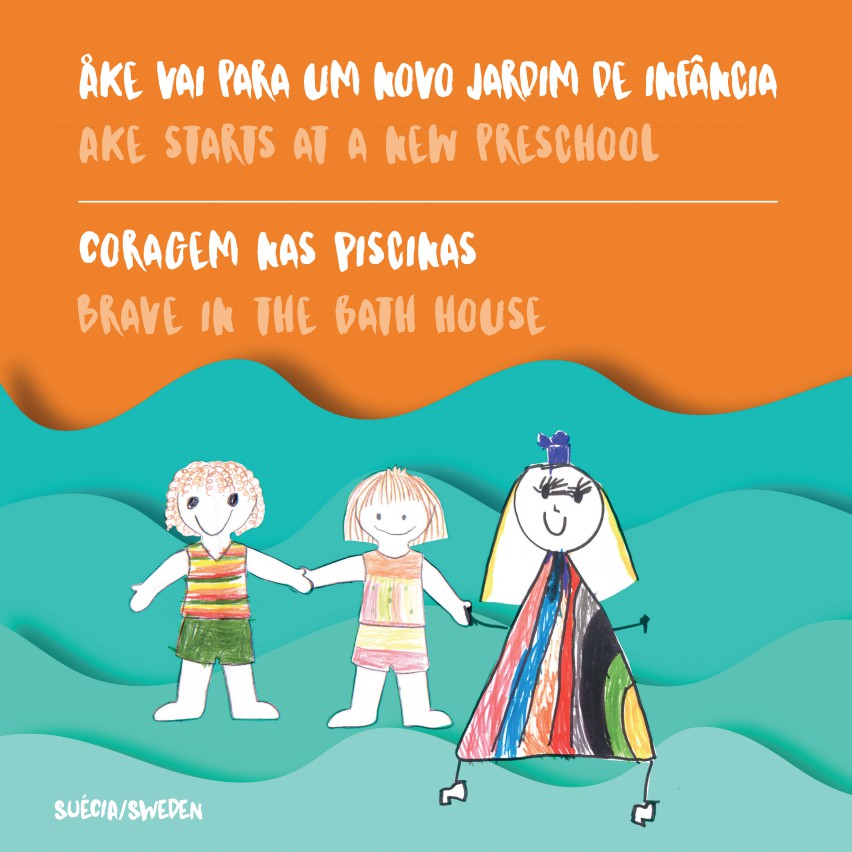 ÅKE VAI PARA UM NOVO JARDIM DE INFÂNCIA
AKE STARTS AT A NEW PRESCHOOL
CORAGEM NAS PISCINAS
BRAVE IN THE BATH HOUSE
SUÉCIA/SWEDEN